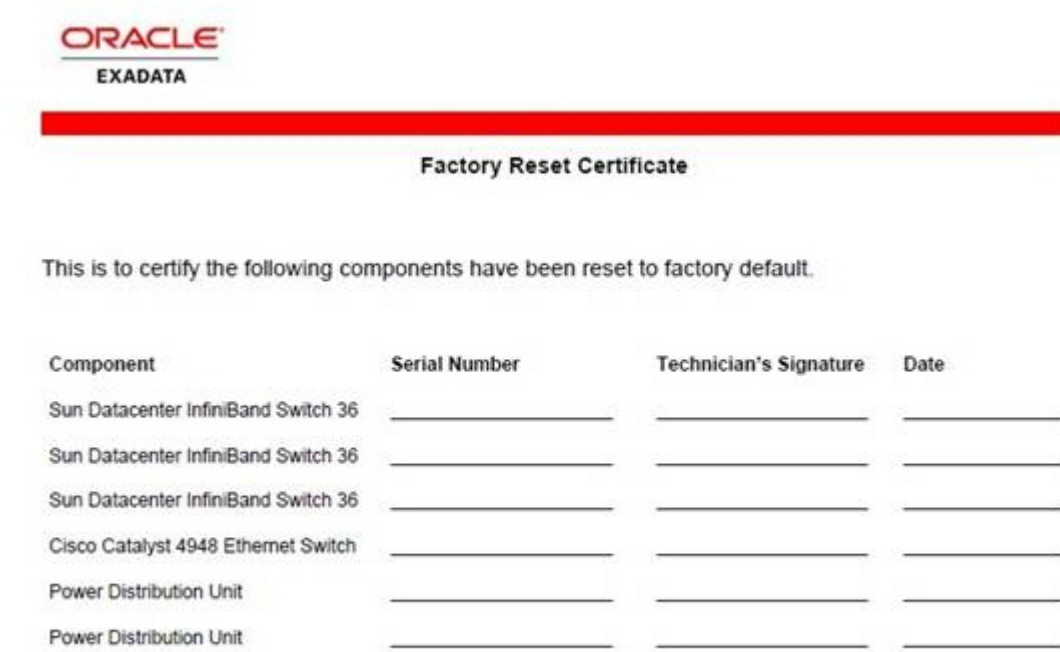 ORACLE
EXADATA
Factory Reset Certificate
This is to certify the following components have been reset to factory default.
Component Serial Number Technician's Signature Date
Sun Datacenter InfiniBand Switch 36
Sun Datacenter InfiniBand Switch 36
Sun Datacenter InfiniBand Switch 36
Cisco Catalyst 4948 Ethernet Switch
Power Distribution Unit
Power Distribution Unit